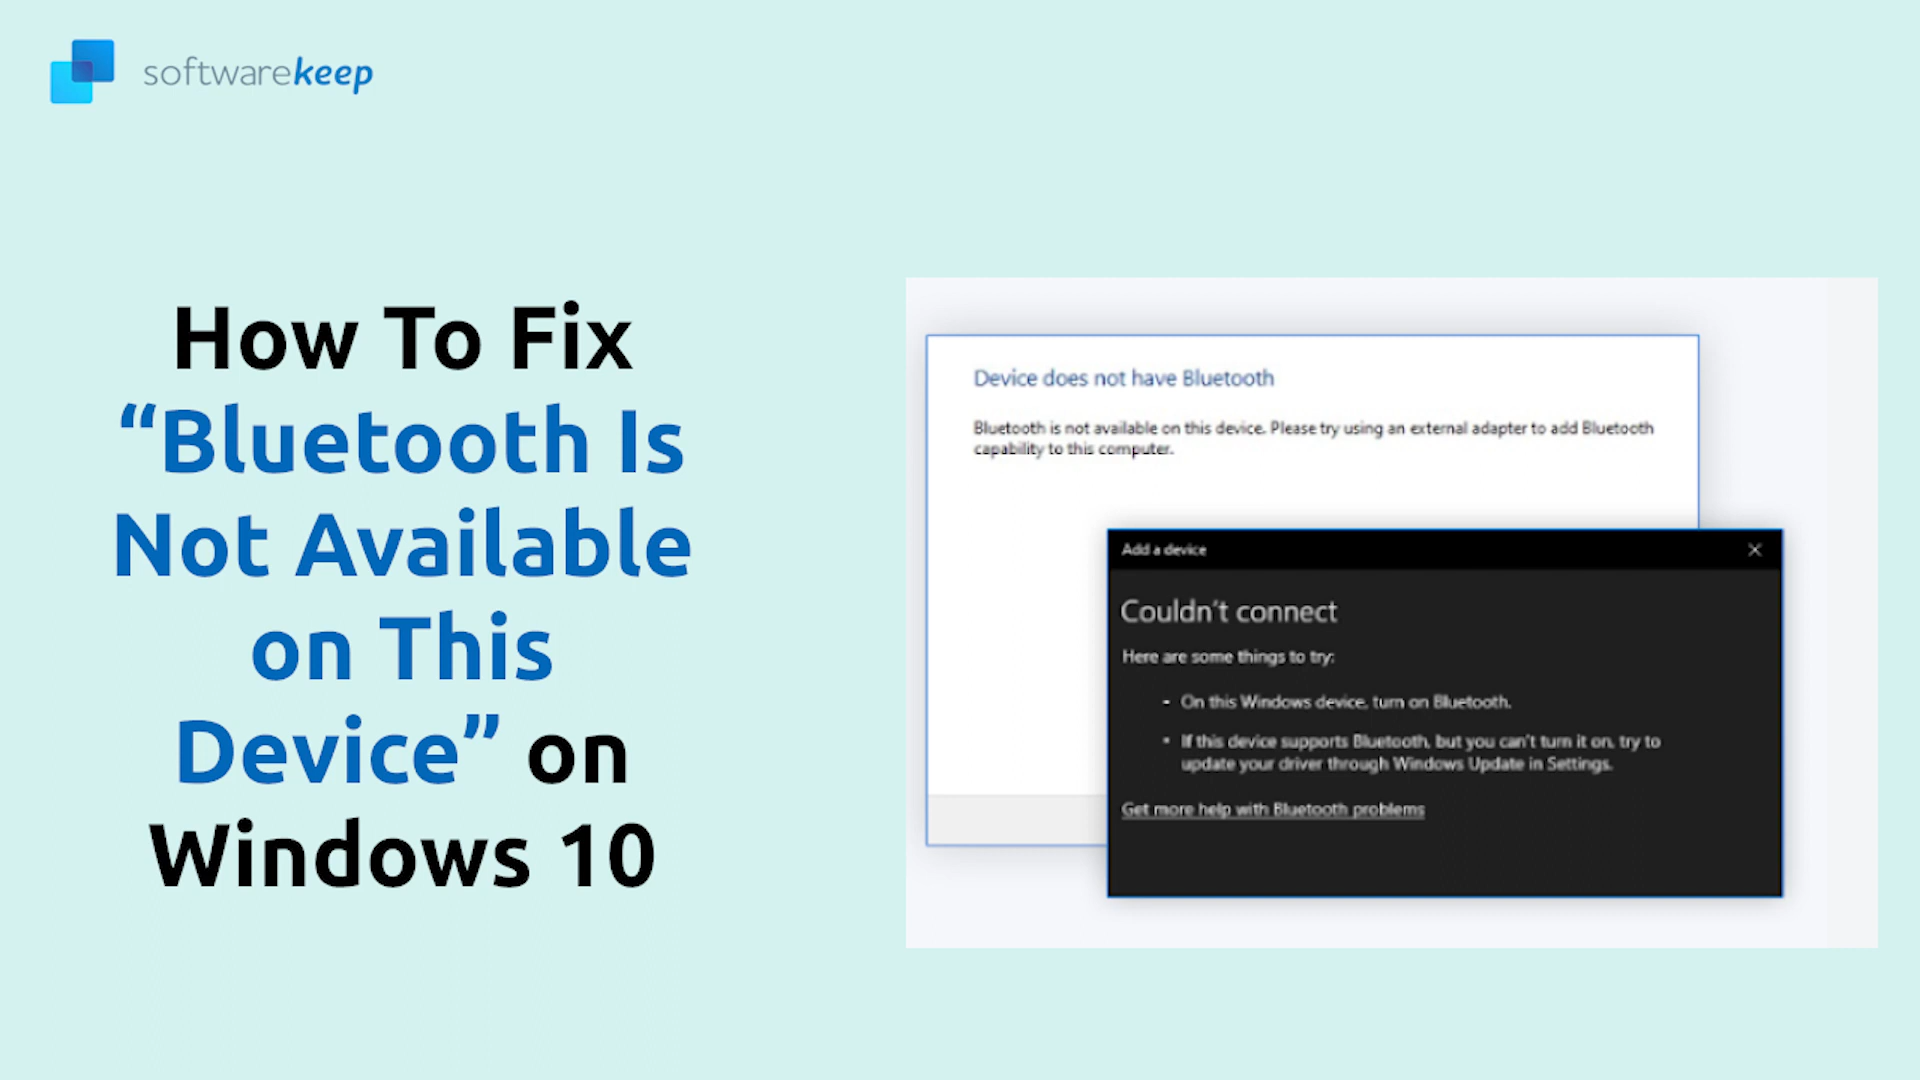 softwarekeep
How To Fix
“Bluetooth Is
Not Available
on This
Device” on
Windows 10
Device does not have Bluetooth
Bluetooth is not available on this device. Please try using an external adapter to add Bluetooth
capability to this computer.
Add a device
Couldn't connect
Here are some things to try:
• On this Windows device, turn on Bluetooth.
• If this device supports Bluetooth, but you can't turn it on, try to
update your driver through Windows Update in Settings.
Get more help with Bluetooth problems